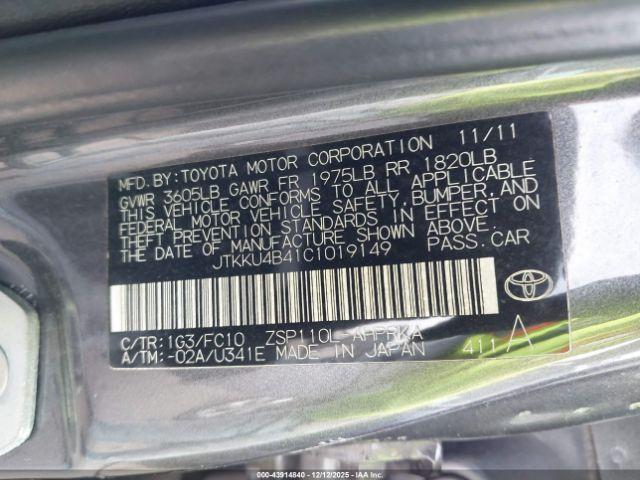 MFD.BY:TOYOTA MOTOR CORPORATION 11/11
GVWR 3605LB GAWR FR 1975LB RR 1820LB
THIS VEHICLE CONFORMS TO ALL APPLICABLE
FEDERAL MOTOR VEHICLE SAFETY,BUMPER,AND
THEFT PREVENTION STANDARDS IN EFFECT ON
THE DATE OF MANUFACTURE SHOWN ABOVE.
JTKKU4B41C1019149 PASS.CAR
C/TR:1G3/FC10 ZSP110L-AHPRKA
A/TM:-02A/U341E MADE IN JAPAN 411 A
000-43914840 - 12/12/2025 - IAA Inc.